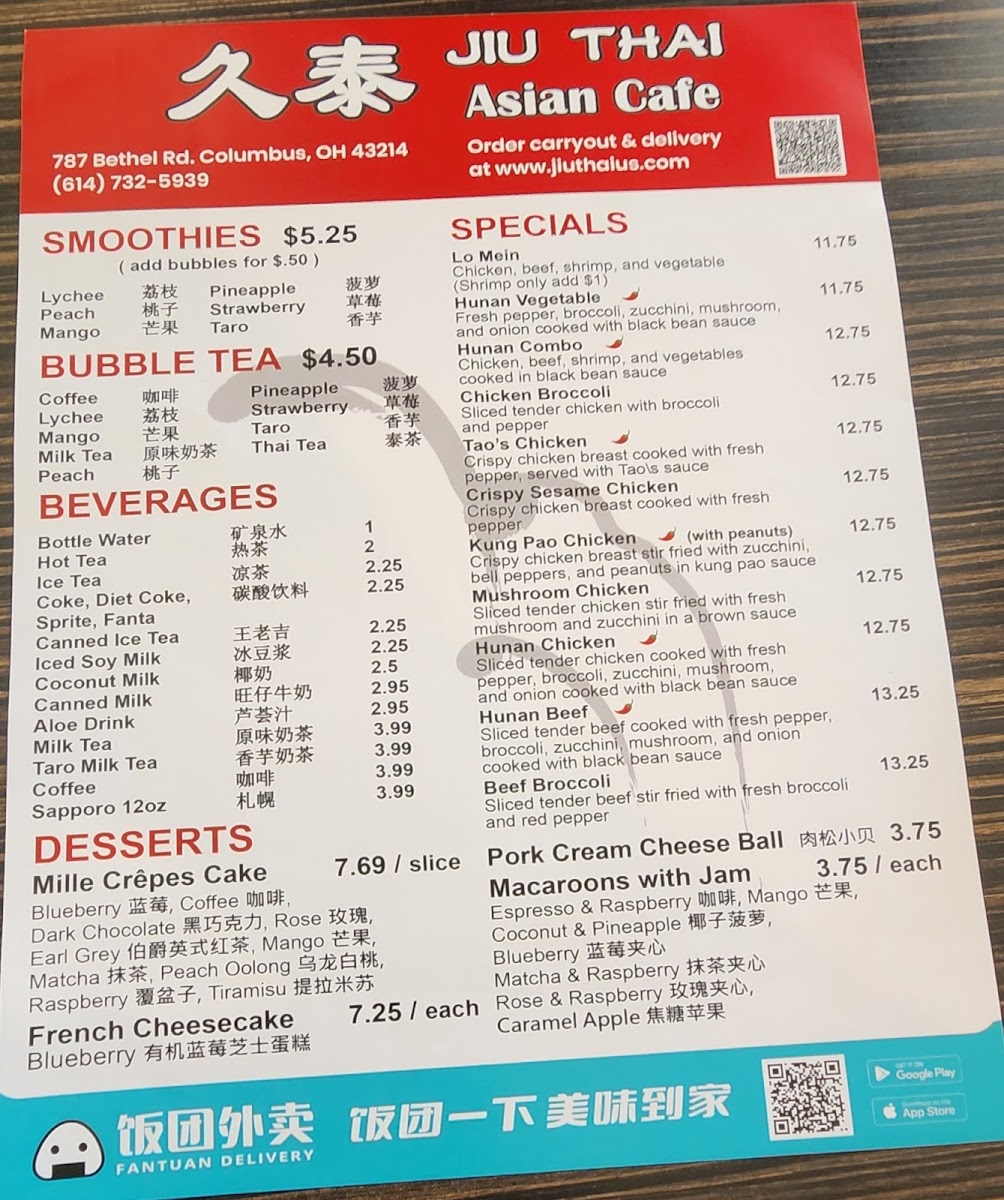 久泰 JIU THAI
Asian Cafe
787 Bethel Rd. Columbus, OH 43214
(614) 732-5939
Order carryout & delivery
at www.jiuthaius.com
SMOOTHIES $5.25
( add bubbles for $.50 )
Lychee 荔枝 Pineapple 菠萝
Peach 桃子 Strawberry 草莓
Mango 芒果 Taro 香芋
BUBBLE TEA $4.50
Coffee 咖啡 Pineapple 菠萝
Lychee 荔枝 Strawberry 草莓
Mango 芒果 Taro 香芋
Milk Tea 原味奶茶 Thai Tea 泰茶
Peach 桃子
BEVERAGES
Bottle Water 矿泉水 1
Hot Tea 热茶 2
Ice Tea 凉茶 2.25
Coke, Diet Coke, 碳酸饮料 2.25
Sprite, Fanta
Canned Ice Tea 王老吉 2.25
Iced Soy Milk 冰豆浆 2.25
Coconut Milk 椰奶 2.5
Canned Milk 旺仔牛奶 2.95
Aloe Drink 芦荟汁 2.95
Milk Tea 原味奶茶 3.99
Taro Milk Tea 香芋奶茶 3.99
Coffee 咖啡 3.99
Sapporo 12oz 札幌 3.99
DESSERTS
Mille Crêpes Cake 7.69 / slice
Blueberry 蓝莓, Coffee 咖啡,
Dark Chocolate 黑巧克力, Rose 玫瑰,
Earl Grey 伯爵英式红茶, Mango 芒果,
Matcha 抹茶, Peach Oolong 乌龙白桃,
Raspberry 覆盆子, Tiramisu 提拉米苏
French Cheesecake 7.25 / each
Blueberry 有机蓝莓芝士蛋糕
SPECIALS
Lo Mein 11.75
Chicken, beef, shrimp, and vegetable
(Shrimp only add $1)
Hunan Vegetable 11.75
Fresh pepper, broccoli, zucchini, mushroom,
and onion cooked with black bean sauce
Hunan Combo 12.75
Chicken, beef, shrimp, and vegetables
cooked in black bean sauce
Chicken Broccoli 12.75
Sliced tender chicken with broccoli
and pepper
Tao's Chicken 12.75
Crispy chicken breast cooked with fresh
pepper, served with Tao\s sauce
Crispy Sesame Chicken 12.75
Crispy chicken breast cooked with fresh
pepper
Kung Pao Chicken (with peanuts) 12.75
Crispy chicken breast stir fried with zucchini,
bell peppers, and peanuts in kung pao sauce
Mushroom Chicken 12.75
Sliced tender chicken stir fried with fresh
mushroom and zucchini in a brown sauce
Hunan Chicken 12.75
Sliced tender chicken cooked with fresh
pepper, broccoli, zucchini, mushroom,
and onion cooked with black bean sauce
Hunan Beef 13.25
Sliced tender beef cooked with fresh pepper,
broccoli, zucchini, mushroom, and onion
cooked with black bean sauce
Beef Broccoli 13.25
Sliced tender beef stir fried with fresh broccoli
and red pepper
Pork Cream Cheese Ball 肉松小贝 3.75
Macaroons with Jam 3.75 / each
Espresso & Raspberry 咖啡, Mango 芒果,
Coconut & Pineapple 椰子菠萝,
Blueberry 蓝莓夹心
Matcha & Raspberry 抹茶夹心
Rose & Raspberry 玫瑰夹心,
Caramel Apple 焦糖苹果
饭团外卖 饭团一下 美味到家
FANTUAN DELIVERY
GET IT ON
Google Play
Download on the
App Store